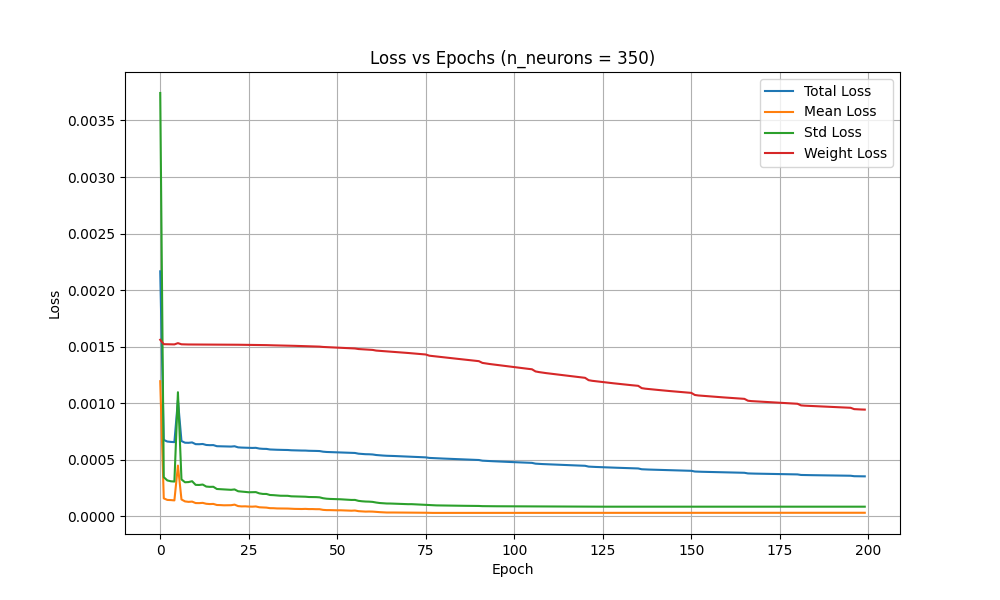 Loss vs Epochs (n_neurons = 350)
Total Loss
Mean Loss
Std Loss
Weight Loss
Loss
0.0035
0.0030
0.0025
0.0020
0.0015
0.0010
0.0005
0.0000
0 25 50 75 100 125 150 175 200
Epoch